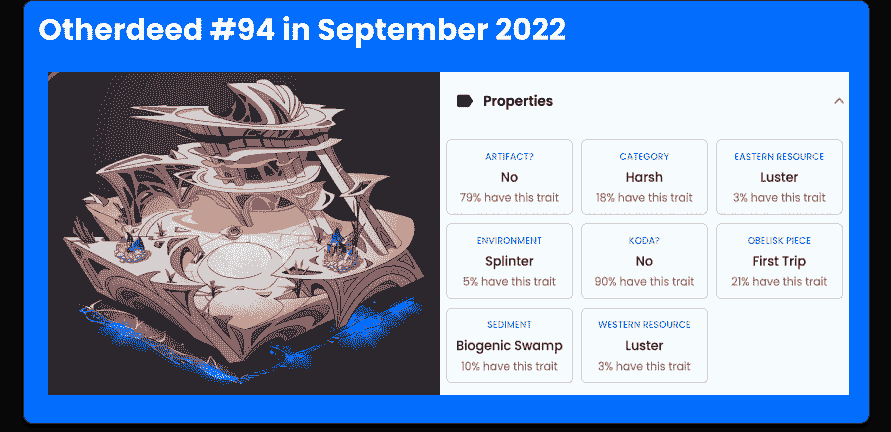 Otherdeed #94 in September 2022
Properties
ARTIFACT?
No
79% have this trait
CATEGORY
Harsh
18% have this trait
EASTERN RESOURCE
Luster
3% have this trait
ENVIRONMENT
Splinter
5% have this trait
KODA?
No
90% have this trait
OBELISK PIECE
First Trip
21% have this trait
SEDIMENT
Biogenic Swamp
10% have this trait
WESTERN RESOURCE
Luster
3% have this trait